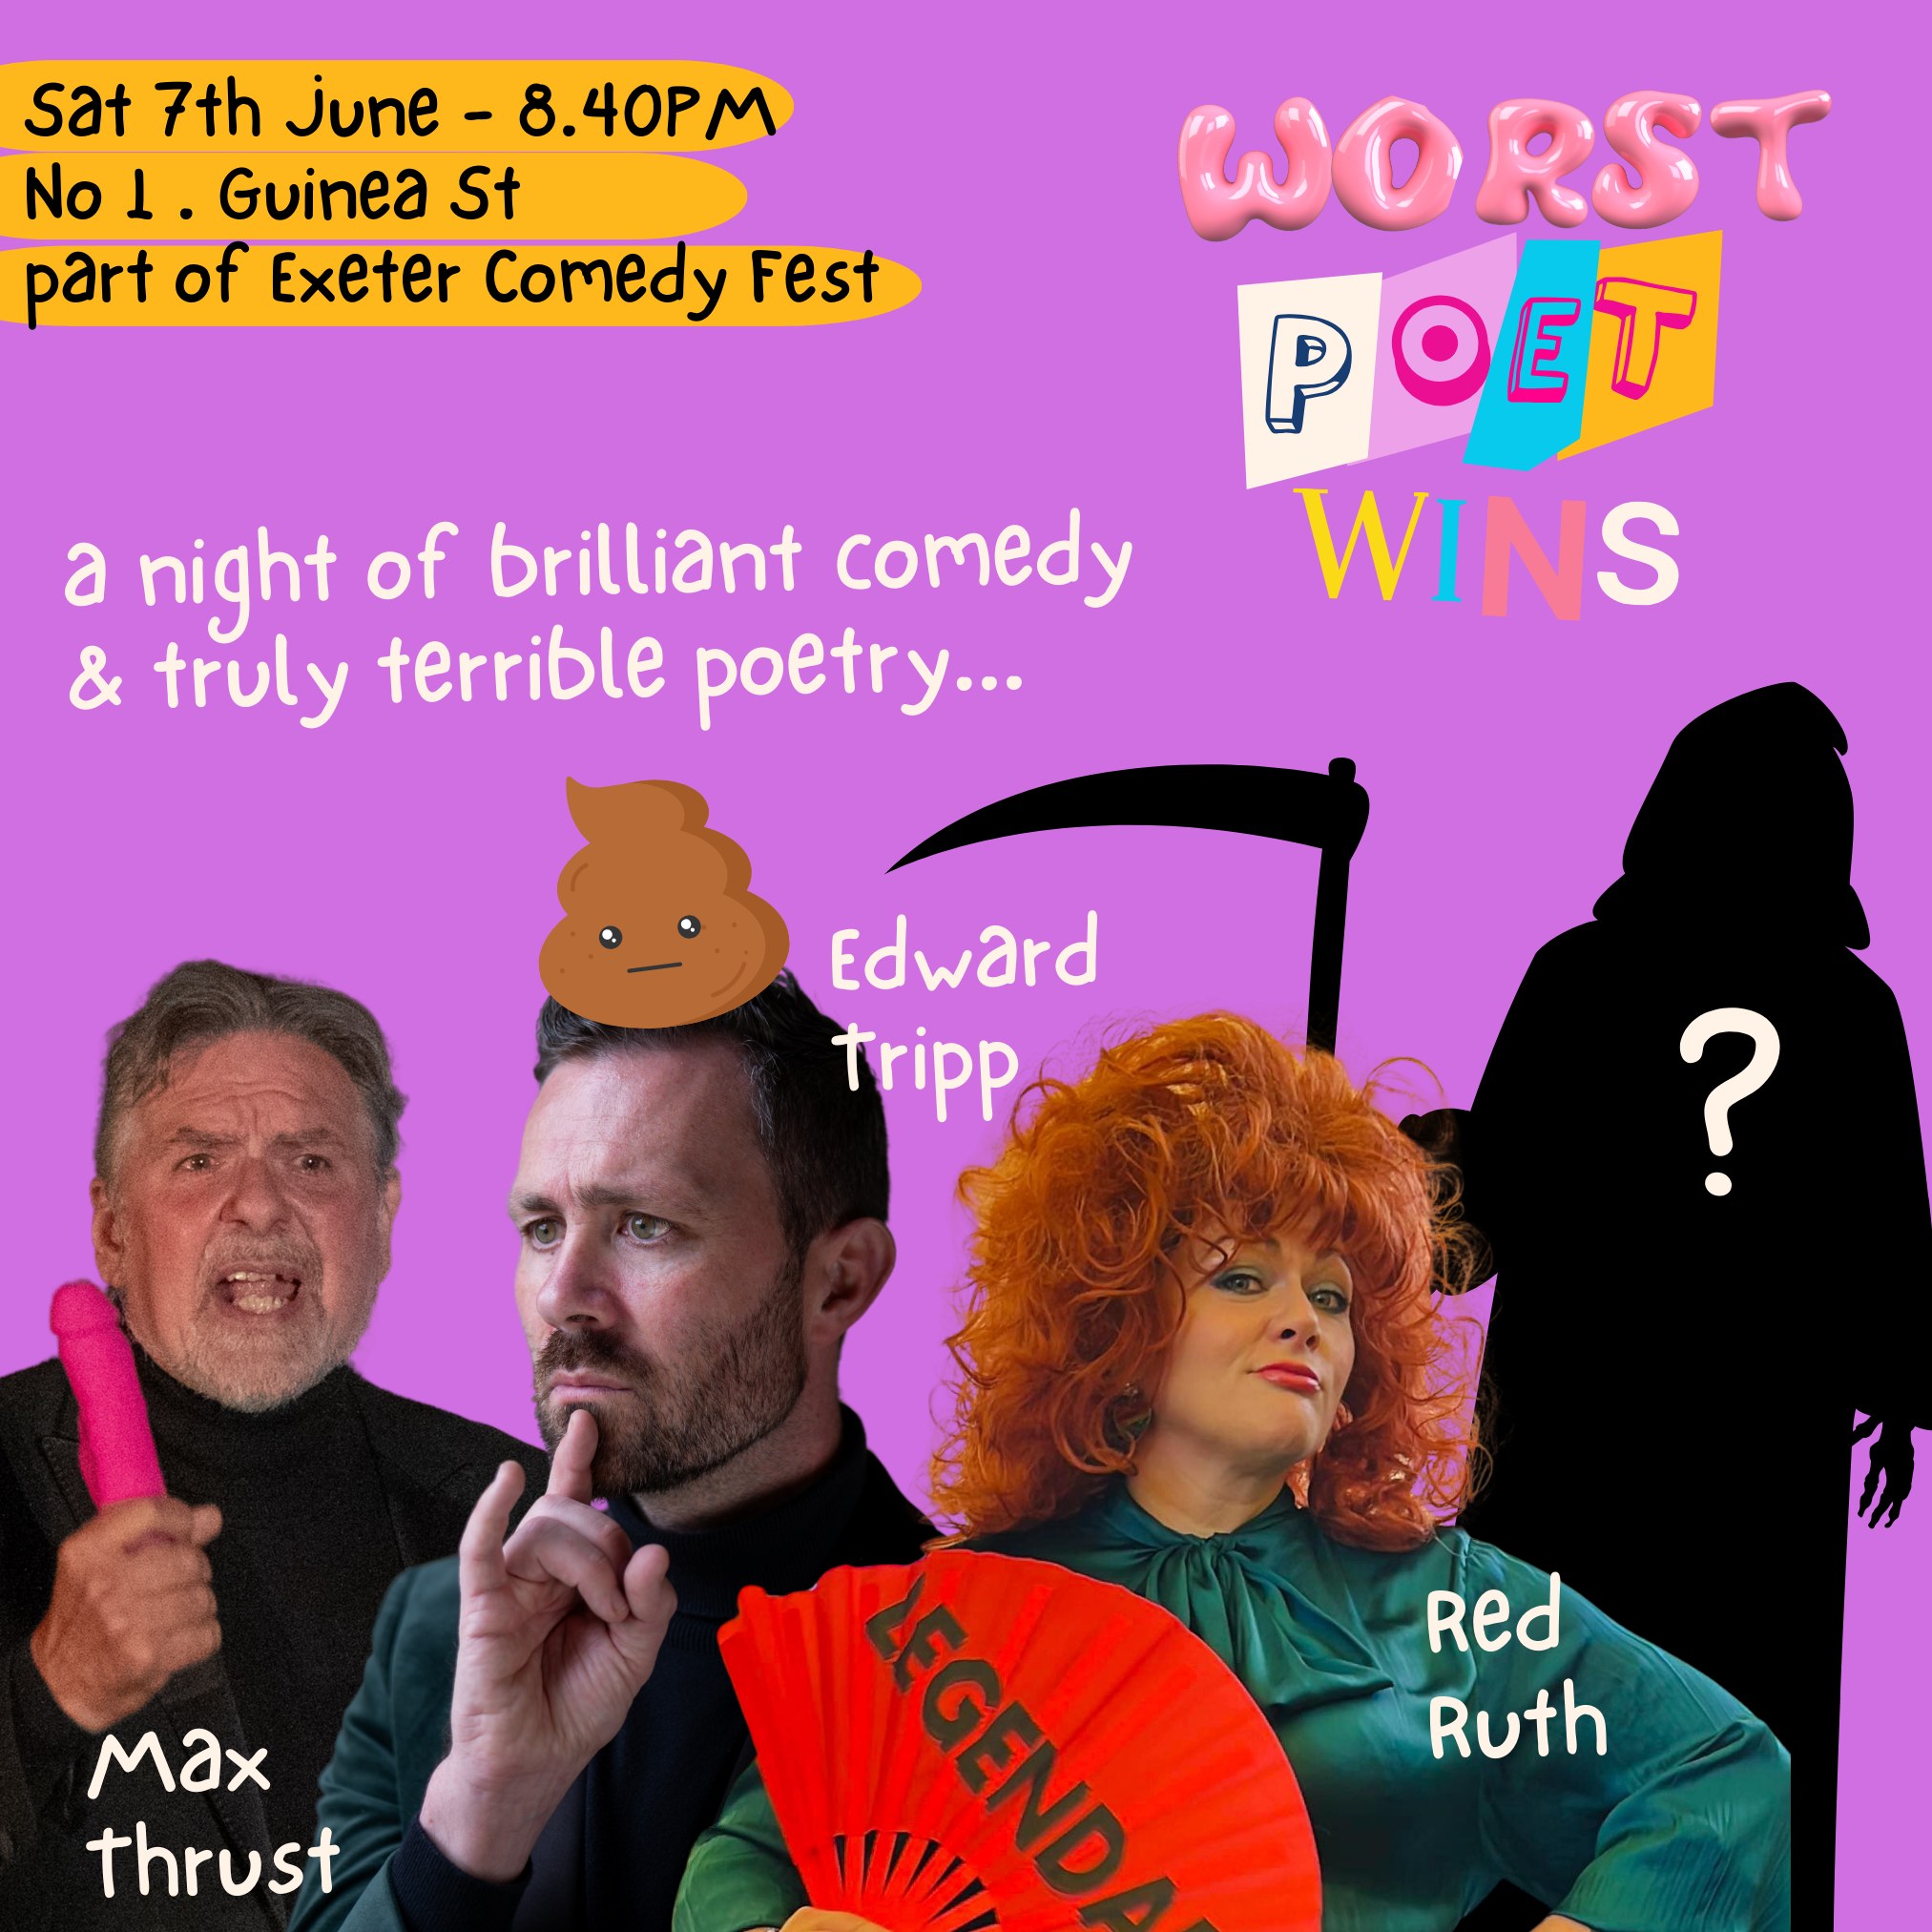 Sat 7th June - 8.40PM
No 1 . Guinea St
part of Exeter Comedy Fest
WORST
POET
WINS
a night of brilliant comedy
& truly terrible poetry...
Edward
Tripp
?
LEGENDA
Red
Ruth
Max
Thrust